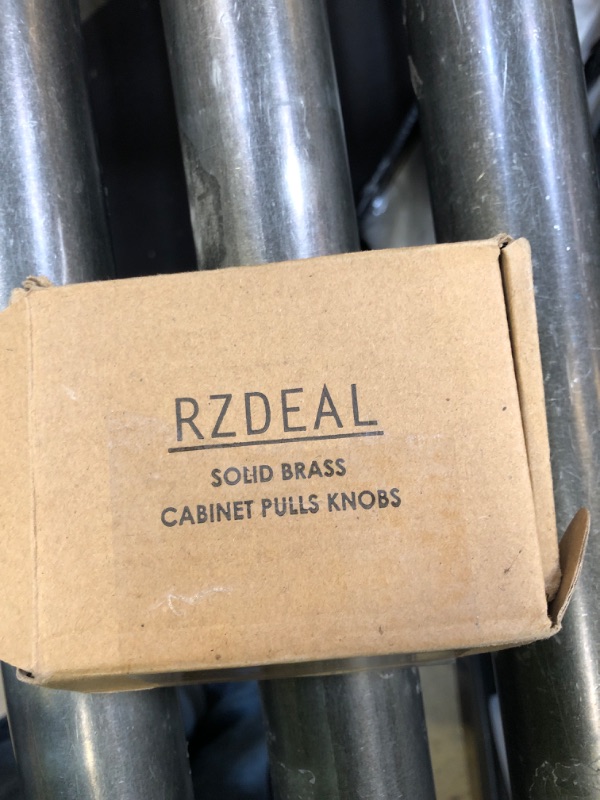 RZDEAL
SOLID BRASS
CABINET PULLS KNOBS